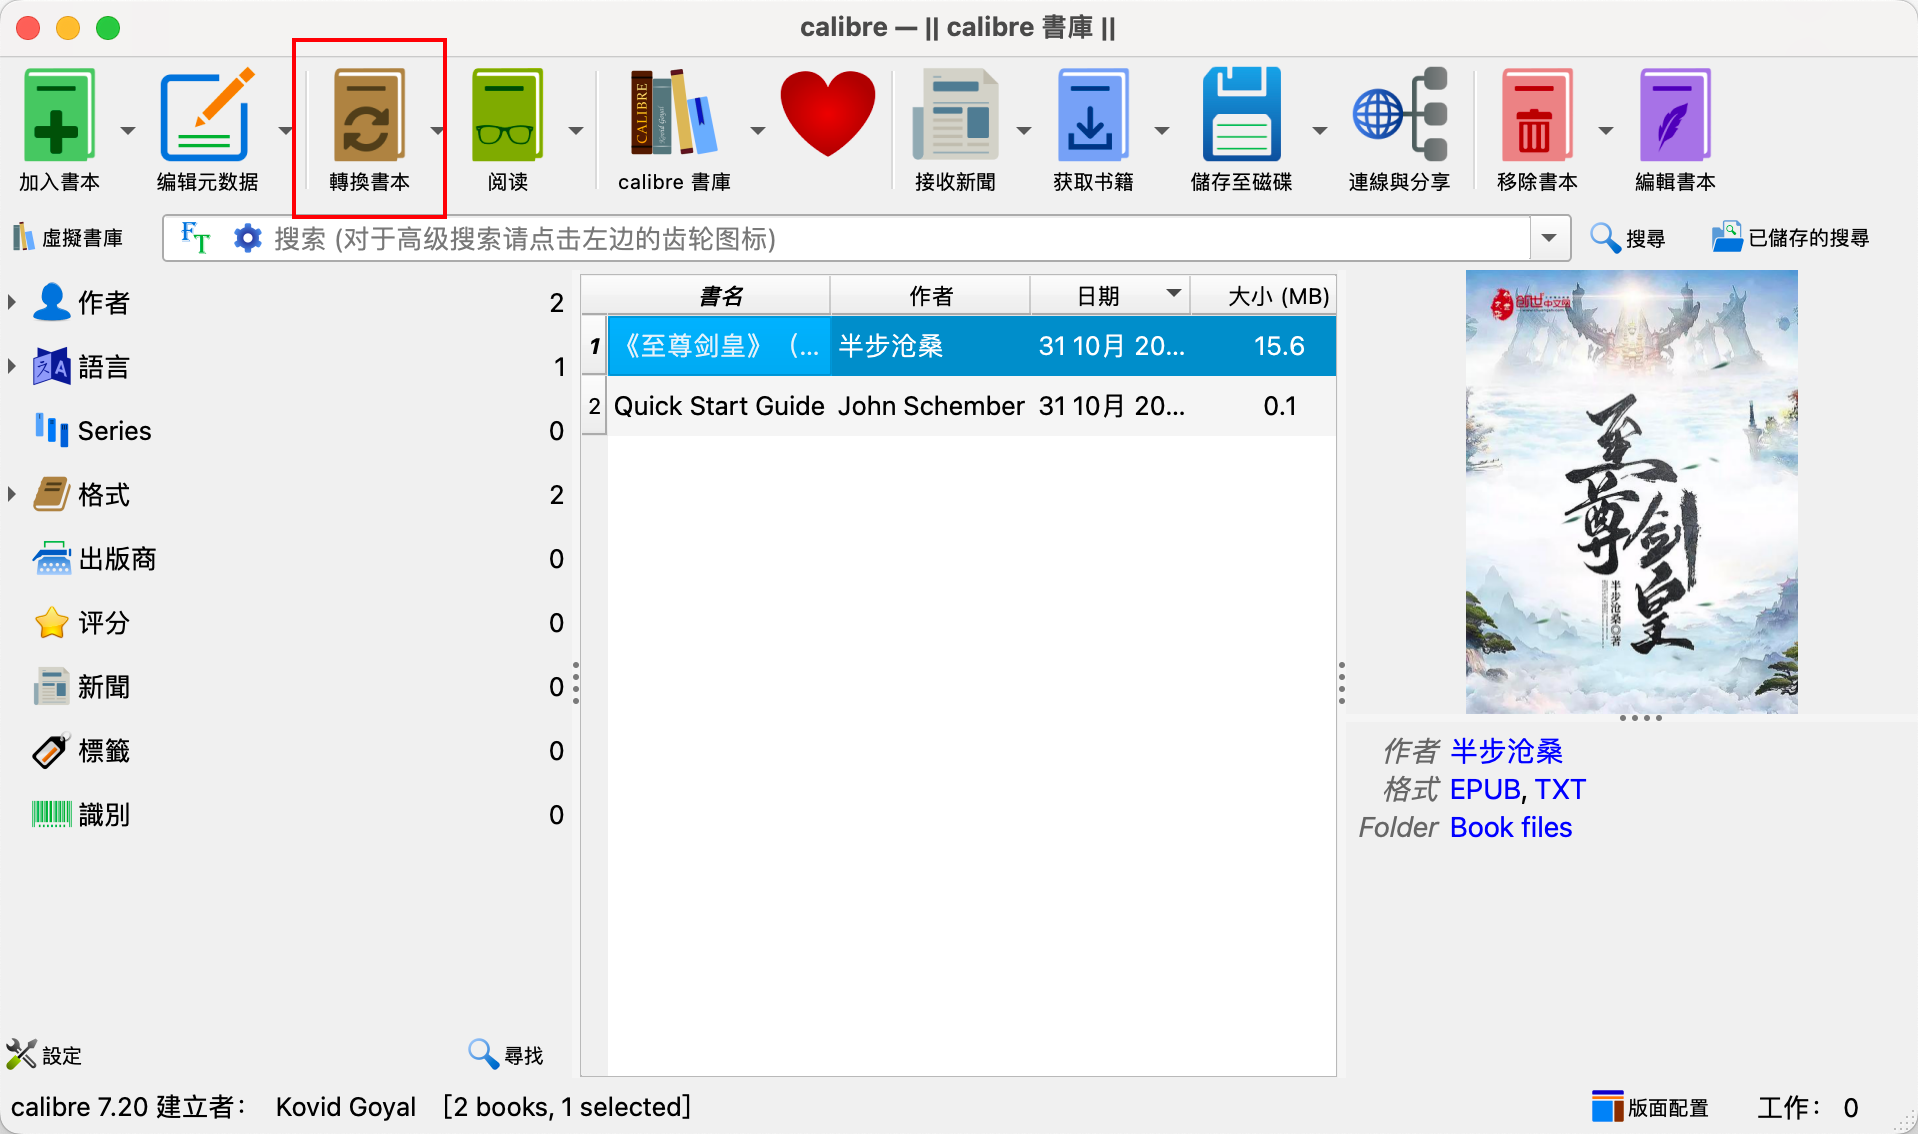 calibre — || calibre 書庫 ||
加入書本
编辑元数据
轉換書本
阅读
CALIBRE
Kovid Goyal
calibre 書庫
接收新聞
获取书籍
儲存至磁碟
連線與分享
移除書本
編輯書本
虛擬書庫
FT
搜索 (对于高级搜索请点击左边的齿轮图标)
搜尋
已儲存的搜尋
作者 2
語言 1
Series 0
格式 2
出版商 0
评分 0
新聞 0
標籤 0
識別 0
書名 作者 日期 大小 (MB)
1 《至尊剑皇》（... 半步沧桑 31 10月 20... 15.6
2 Quick Start Guide John Schember 31 10月 20... 0.1
创世中文网
至尊剑皇
半步沧桑◎著
作者 半步沧桑
格式 EPUB, TXT
Folder Book files
設定
尋找
calibre 7.20 建立者： Kovid Goyal [2 books, 1 selected]
版面配置
工作： 0